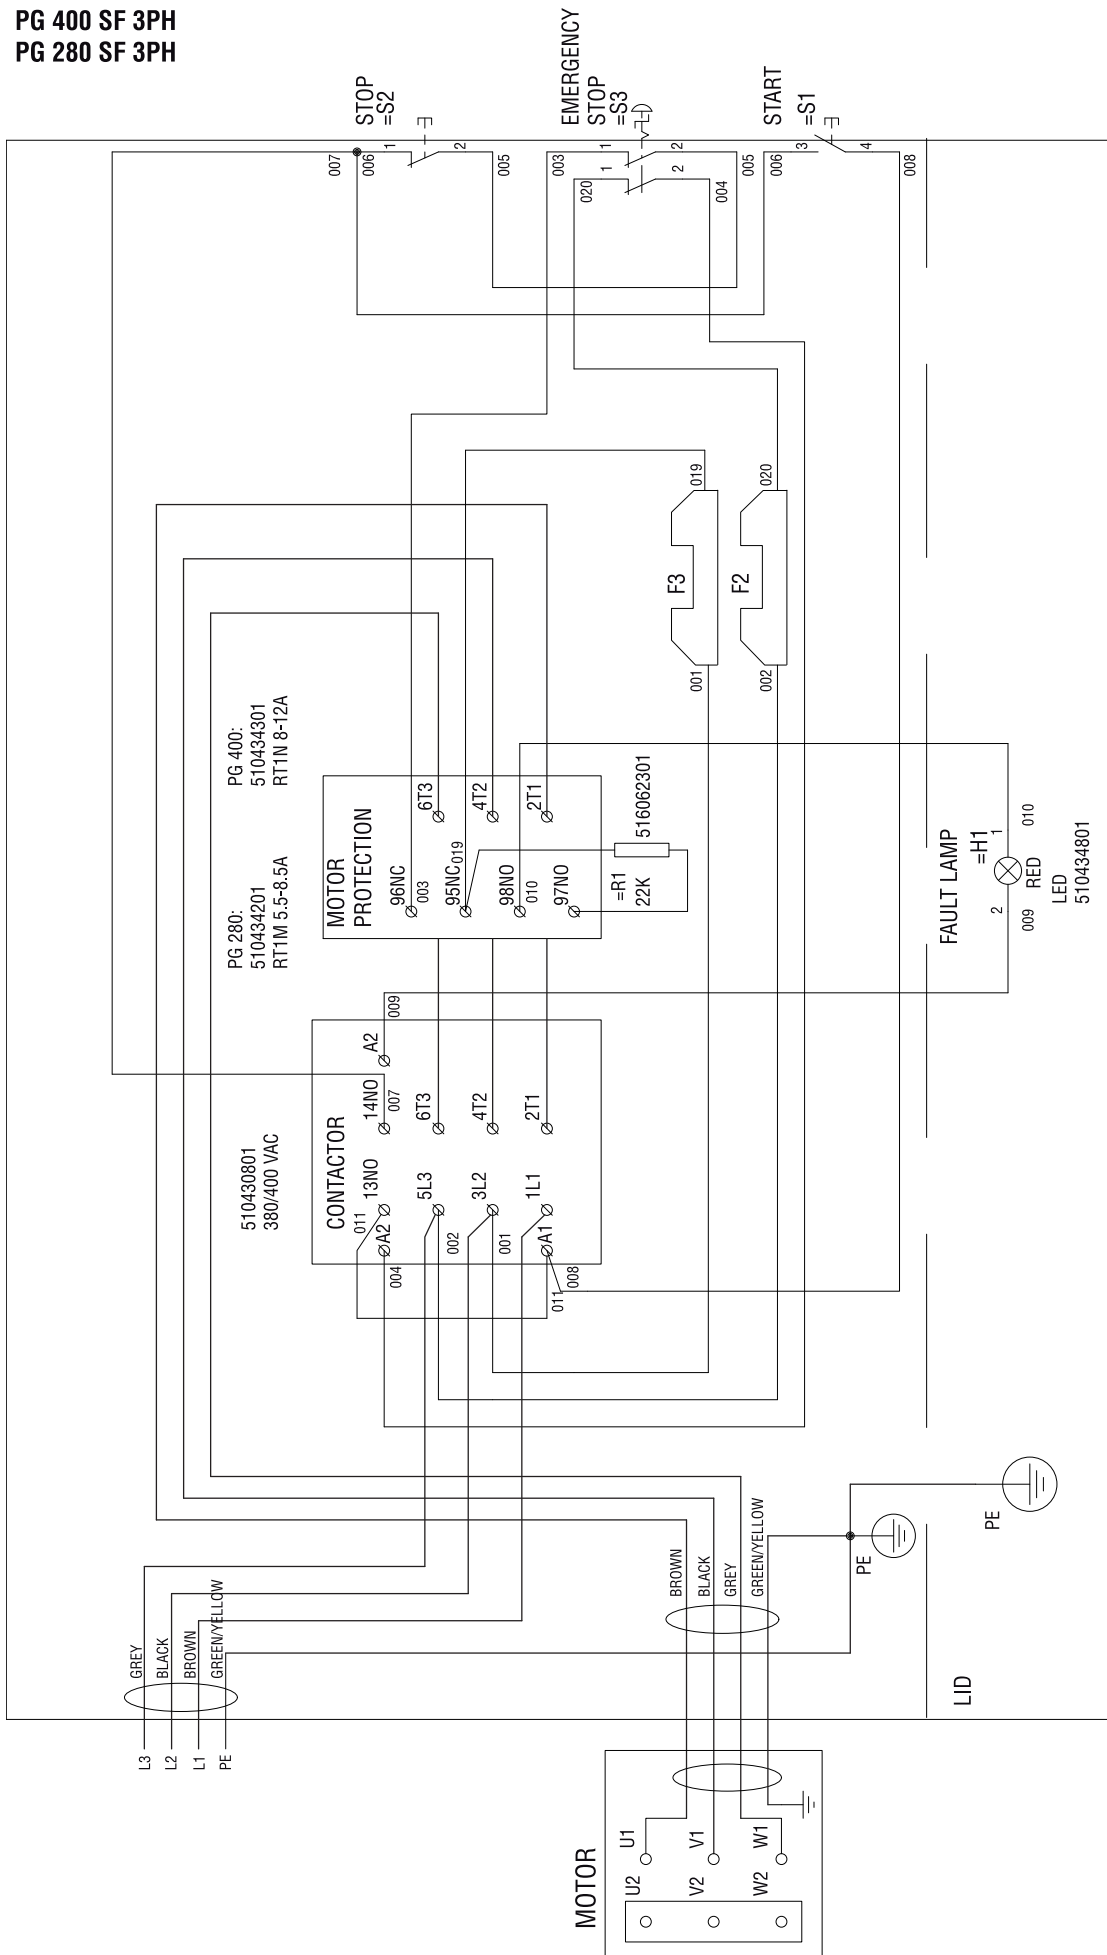 PG 400 SF 3PH
PG 280 SF 3PH
STOP
=S2
EMERGENCY
STOP
=S3
START
=S1
007
006
1
2
005
003
1
2
005
020
1
2
004
006
3
4
008
019
020
F3
F2
001
002
PG 400:
510434301
RT1N 8-12A
PG 280:
510434201
RT1M 5.5-8.5A
MOTOR
PROTECTION
6T3
4T2
2T1
96NC
003
95NC
019
98NO
010
97NO
=R1
22K
516062301
FAULT LAMP
=H1
1
2
010
009
RED
LED
510434801
510430801
380/400 VAC
CONTACTOR
A2
009
14NO
007
6T3
4T2
2T1
13NO
011
5L3
3L2
1L1
A2
004
002
001
A1
008
011
PE
PE
LID
BROWN
BLACK
GREY
GREEN/YELLOW
GREY
BLACK
BROWN
GREEN/YELLOW
L3
L2
L1
PE
MOTOR
U1
V1
W1
U2
V2
W2